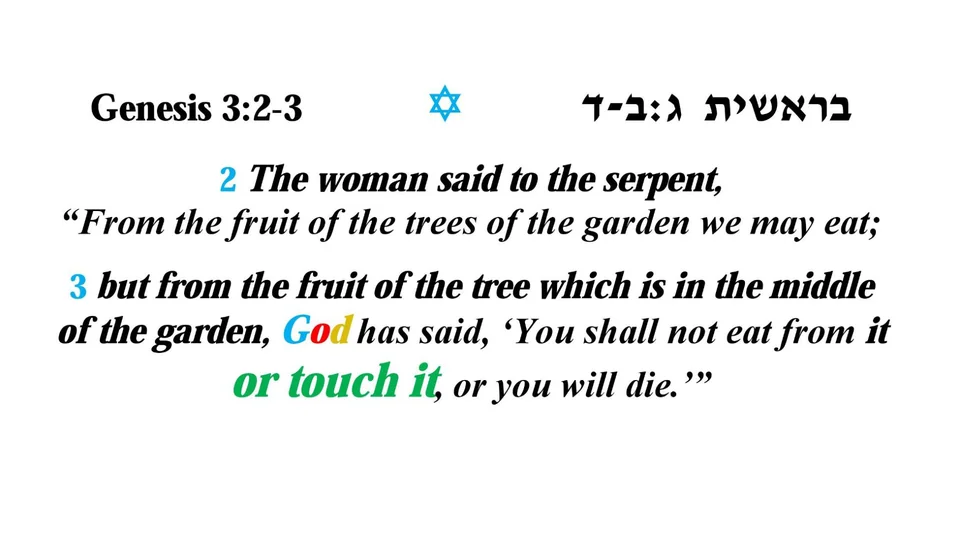 Genesis 3:2-3 ✡ בראשית ג:ב-ד
2 The woman said to the serpent,
“From the fruit of the trees of the garden we may eat;
3 but from the fruit of the tree which is in the middle
of the garden, God has said, ‘You shall not eat from it
or touch it, or you will die.’”